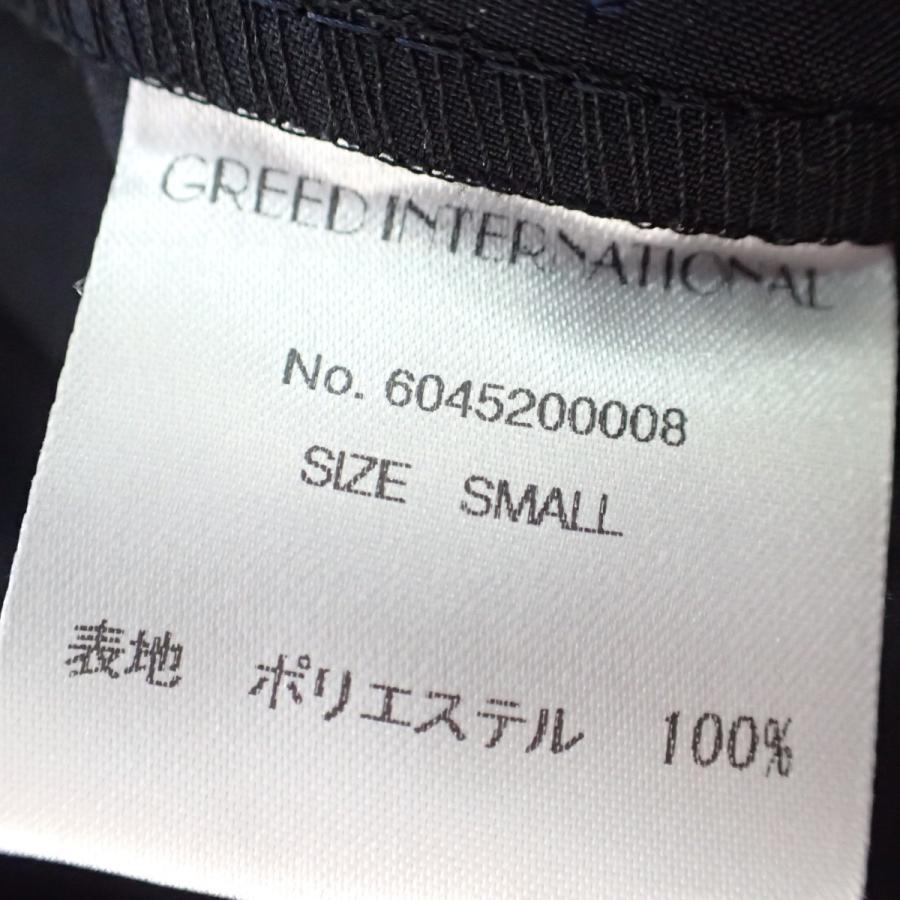 GREED INTERNATIONAL
No. 6045200008
SIZE SMALL
表地 ポリエステル 100%